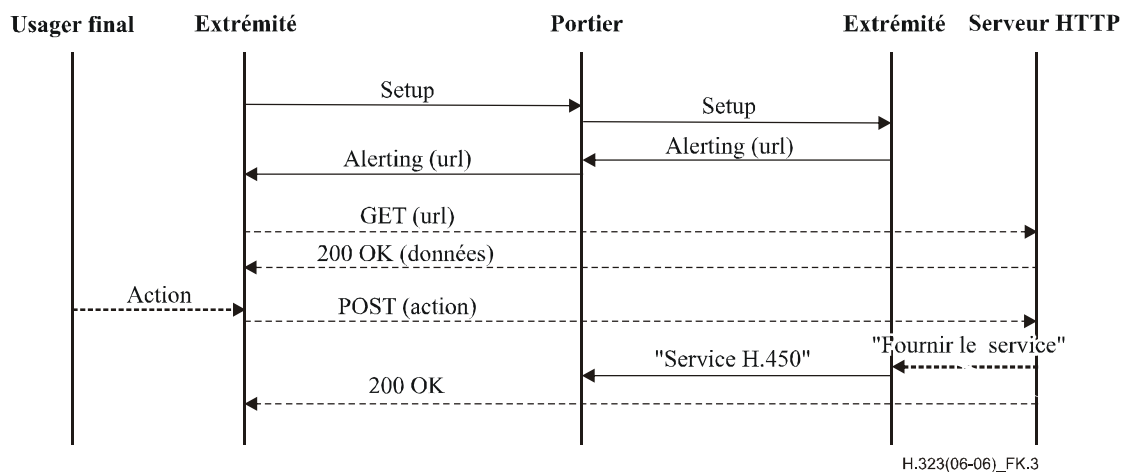 Usager final Extrémité Portier Extrémité Serveur HTTP
Setup
Setup
Alerting (url)
Alerting (url)
GET (url)
200 OK (données)
Action
POST (action)
"Fournir le service"
"Service H.450"
200 OK
H.323(06-06)_FK.3